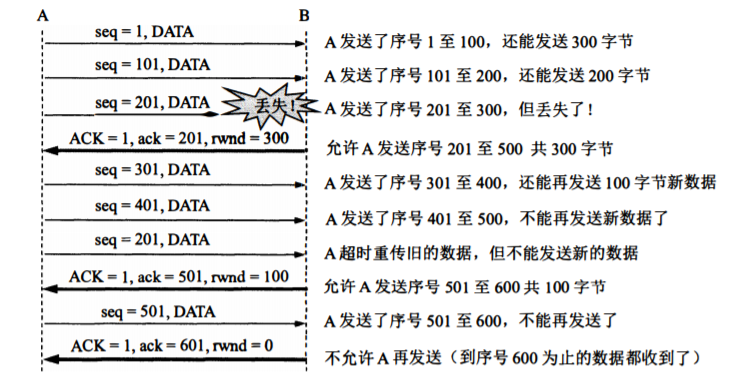 A B
seq = 1, DATA A 发送了序号 1 至 100，还能发送 300 字节
seq = 101, DATA A 发送了序号 101 至 200，还能发送 200 字节
seq = 201, DATA 丢失！ A 发送了序号 201 至 300，但丢失了！
ACK = 1, ack = 201, rwnd = 300 允许 A 发送序号 201 至 500 共 300 字节
seq = 301, DATA A 发送了序号 301 至 400，还能再发送 100 字节新数据
seq = 401, DATA A 发送了序号 401 至 500，不能再发送新数据了
seq = 201, DATA A 超时重传旧的数据，但不能发送新的数据
ACK = 1, ack = 501, rwnd = 100 允许 A 发送序号 501 至 600 共 100 字节
seq = 501, DATA A 发送了序号 501 至 600，不能再发送了
ACK = 1, ack = 601, rwnd = 0 不允许 A 再发送（到序号 600 为止的数据都收到了）